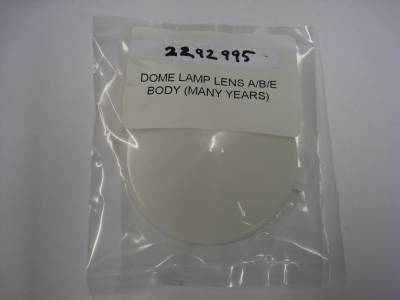 2292995
DOME LAMP LENS A/B/E
BODY (MANY YEARS)